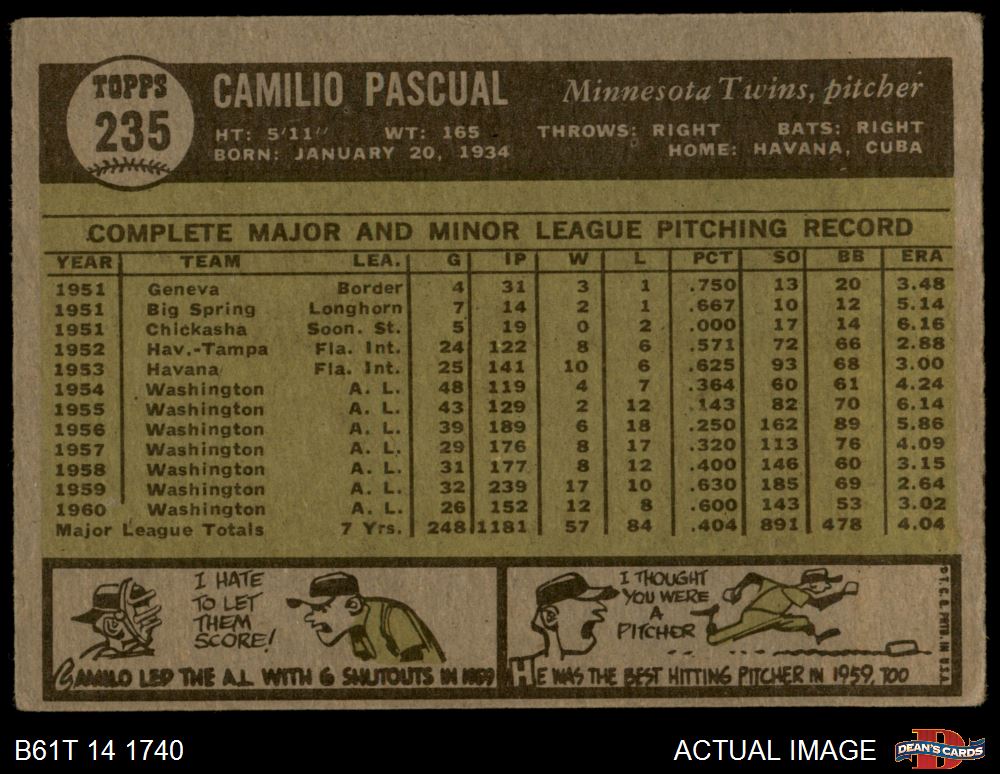 TOPPS
235
CAMILIO PASCUAL
Minnesota Twins, pitcher
HT: 5'11" WT: 165 THROWS: RIGHT BATS: RIGHT
BORN: JANUARY 20, 1934 HOME: HAVANA, CUBA
COMPLETE MAJOR AND MINOR LEAGUE PITCHING RECORD
YEAR TEAM LEA. G IP W L PCT SO BB ERA
1951 Geneva Border 4 31 3 1 .750 13 20 3.48
1951 Big Spring Longhorn 7 14 2 1 .667 10 12 5.14
1951 Chickasha Soon. St. 5 19 0 2 .000 17 14 6.16
1952 Hav.-Tampa Fla. Int. 24 122 8 6 .571 72 66 2.88
1953 Havana Fla. Int. 25 141 10 6 .625 93 68 3.00
1954 Washington A. L. 48 119 4 7 .364 60 61 4.24
1955 Washington A. L. 43 129 2 12 .143 82 70 6.14
1956 Washington A. L. 39 189 6 18 .250 162 89 5.86
1957 Washington A. L. 29 176 8 17 .320 113 76 4.09
1958 Washington A. L. 31 177 8 12 .400 146 60 3.15
1959 Washington A. L. 32 239 17 10 .630 185 69 2.64
1960 Washington A. L. 26 152 12 8 .600 143 53 3.02
Major League Totals 7 Yrs. 248 1181 57 84 .404 891 478 4.04
I HATE
TO LET
THEM
SCORE!
CAMILO LED THE A.L. WITH 6 SHUTOUTS IN 1959
I THOUGHT
YOU WERE
A
PITCHER
HE WAS THE BEST HITTING PITCHER IN 1959, TOO
© T.C.G. PRTD. IN U.S.A.
B61T 14 1740
ACTUAL IMAGE
D
DEAN'S CARDS